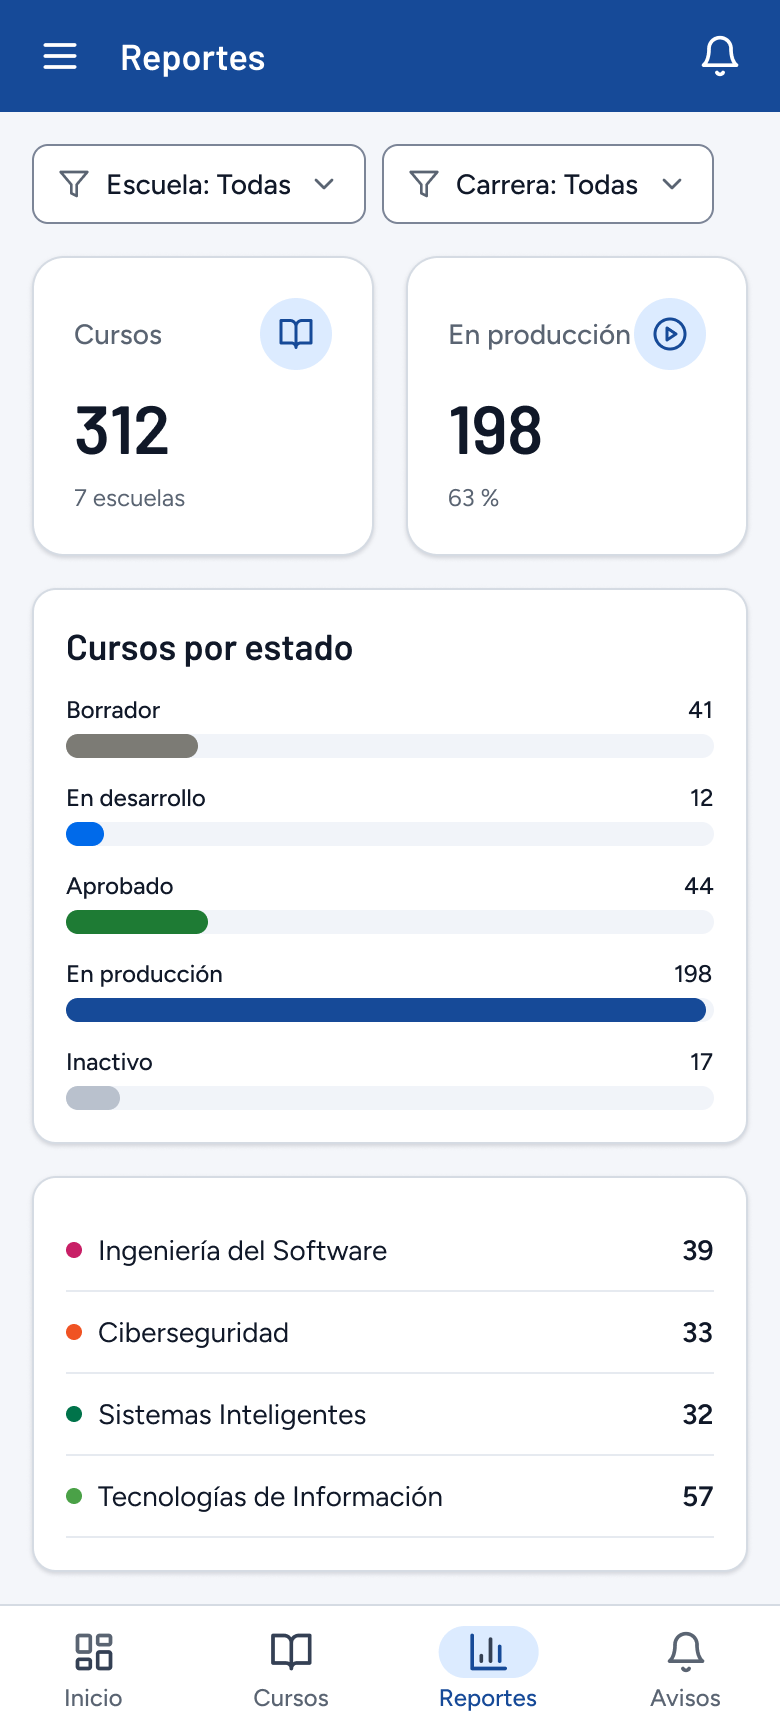 Reportes
Escuela: Todas
Carrera: Todas
Cursos
312
7 escuelas
En producción
198
63 %
Cursos por estado
Borrador 41
En desarrollo 12
Aprobado 44
En producción 198
Inactivo 17
Ingeniería del Software 39
Ciberseguridad 33
Sistemas Inteligentes 32
Tecnologías de Información 57
Inicio
Cursos
Reportes
Avisos